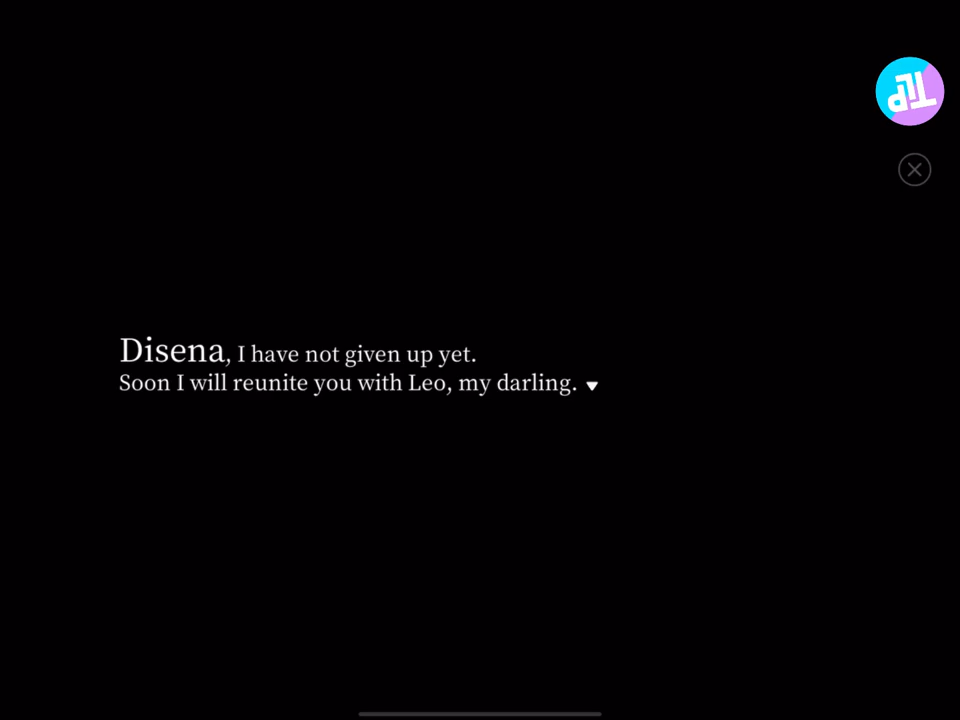 Disena, I have not given up yet.
Soon I will reunite you with Leo, my darling.